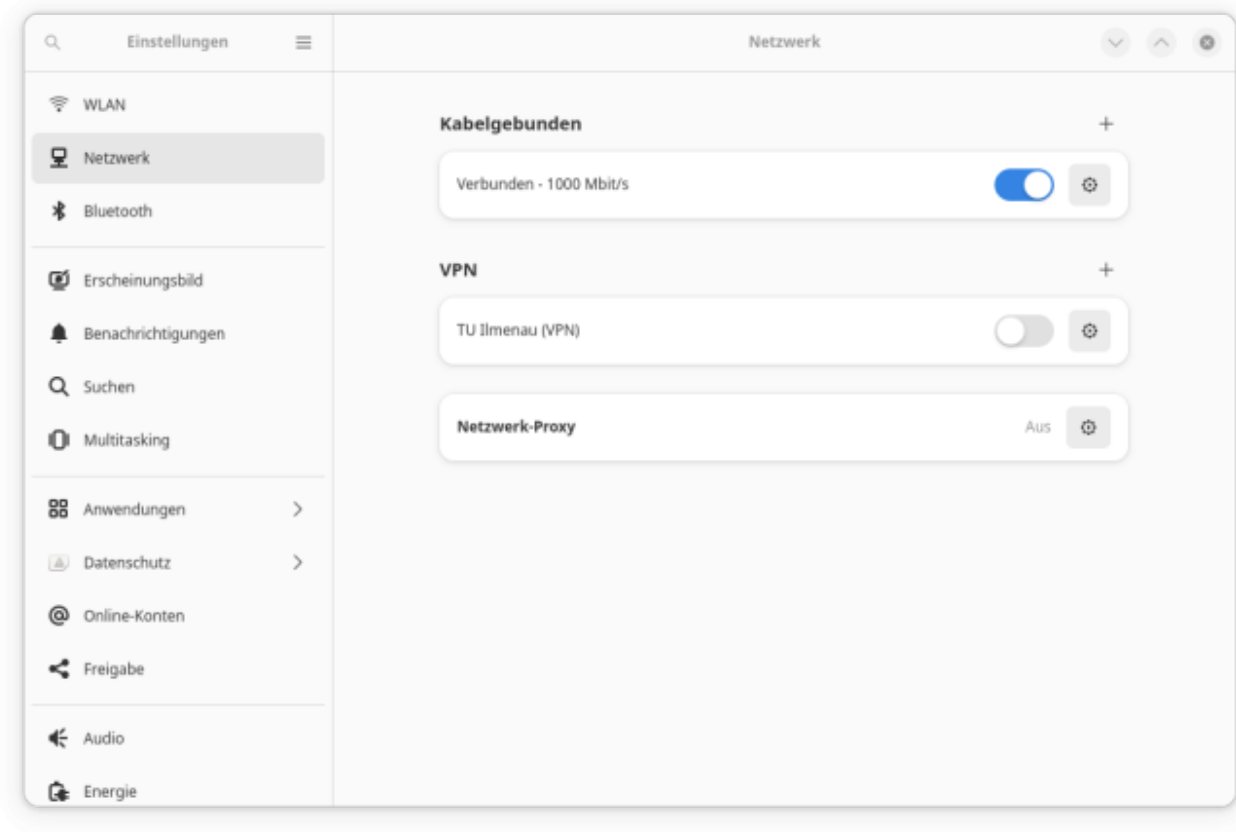 Einstellungen
Netzwerk
WLAN
Netzwerk
Bluetooth
Erscheinungsbild
Benachrichtigungen
Suchen
Multitasking
Anwendungen
Datenschutz
Online-Konten
Freigabe
Audio
Energie
Kabelgebunden
Verbunden - 1000 Mbit/s
VPN
TU Ilmenau (VPN)
Netzwerk-Proxy Aus